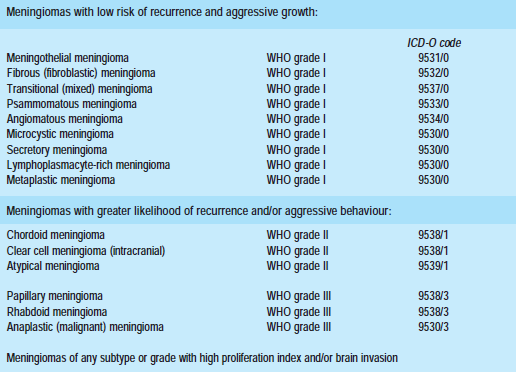 Meningiomas with low risk of recurrence and aggressive growth:
ICD-O code
Meningothelial meningioma WHO grade I 9531/0
Fibrous (fibroblastic) meningioma WHO grade I 9532/0
Transitional (mixed) meningioma WHO grade I 9537/0
Psammomatous meningioma WHO grade I 9533/0
Angiomatous meningioma WHO grade I 9534/0
Microcystic meningioma WHO grade I 9530/0
Secretory meningioma WHO grade I 9530/0
Lymphoplasmacyte-rich meningioma WHO grade I 9530/0
Metaplastic meningioma WHO grade I 9530/0
Meningiomas with greater likelihood of recurrence and/or aggressive behaviour:
Chordoid meningioma WHO grade II 9538/1
Clear cell meningioma (intracranial) WHO grade II 9538/1
Atypical meningioma WHO grade II 9539/1
Papillary meningioma WHO grade III 9538/3
Rhabdoid meningioma WHO grade III 9538/3
Anaplastic (malignant) meningioma WHO grade III 9530/3
Meningiomas of any subtype or grade with high proliferation index and/or brain invasion